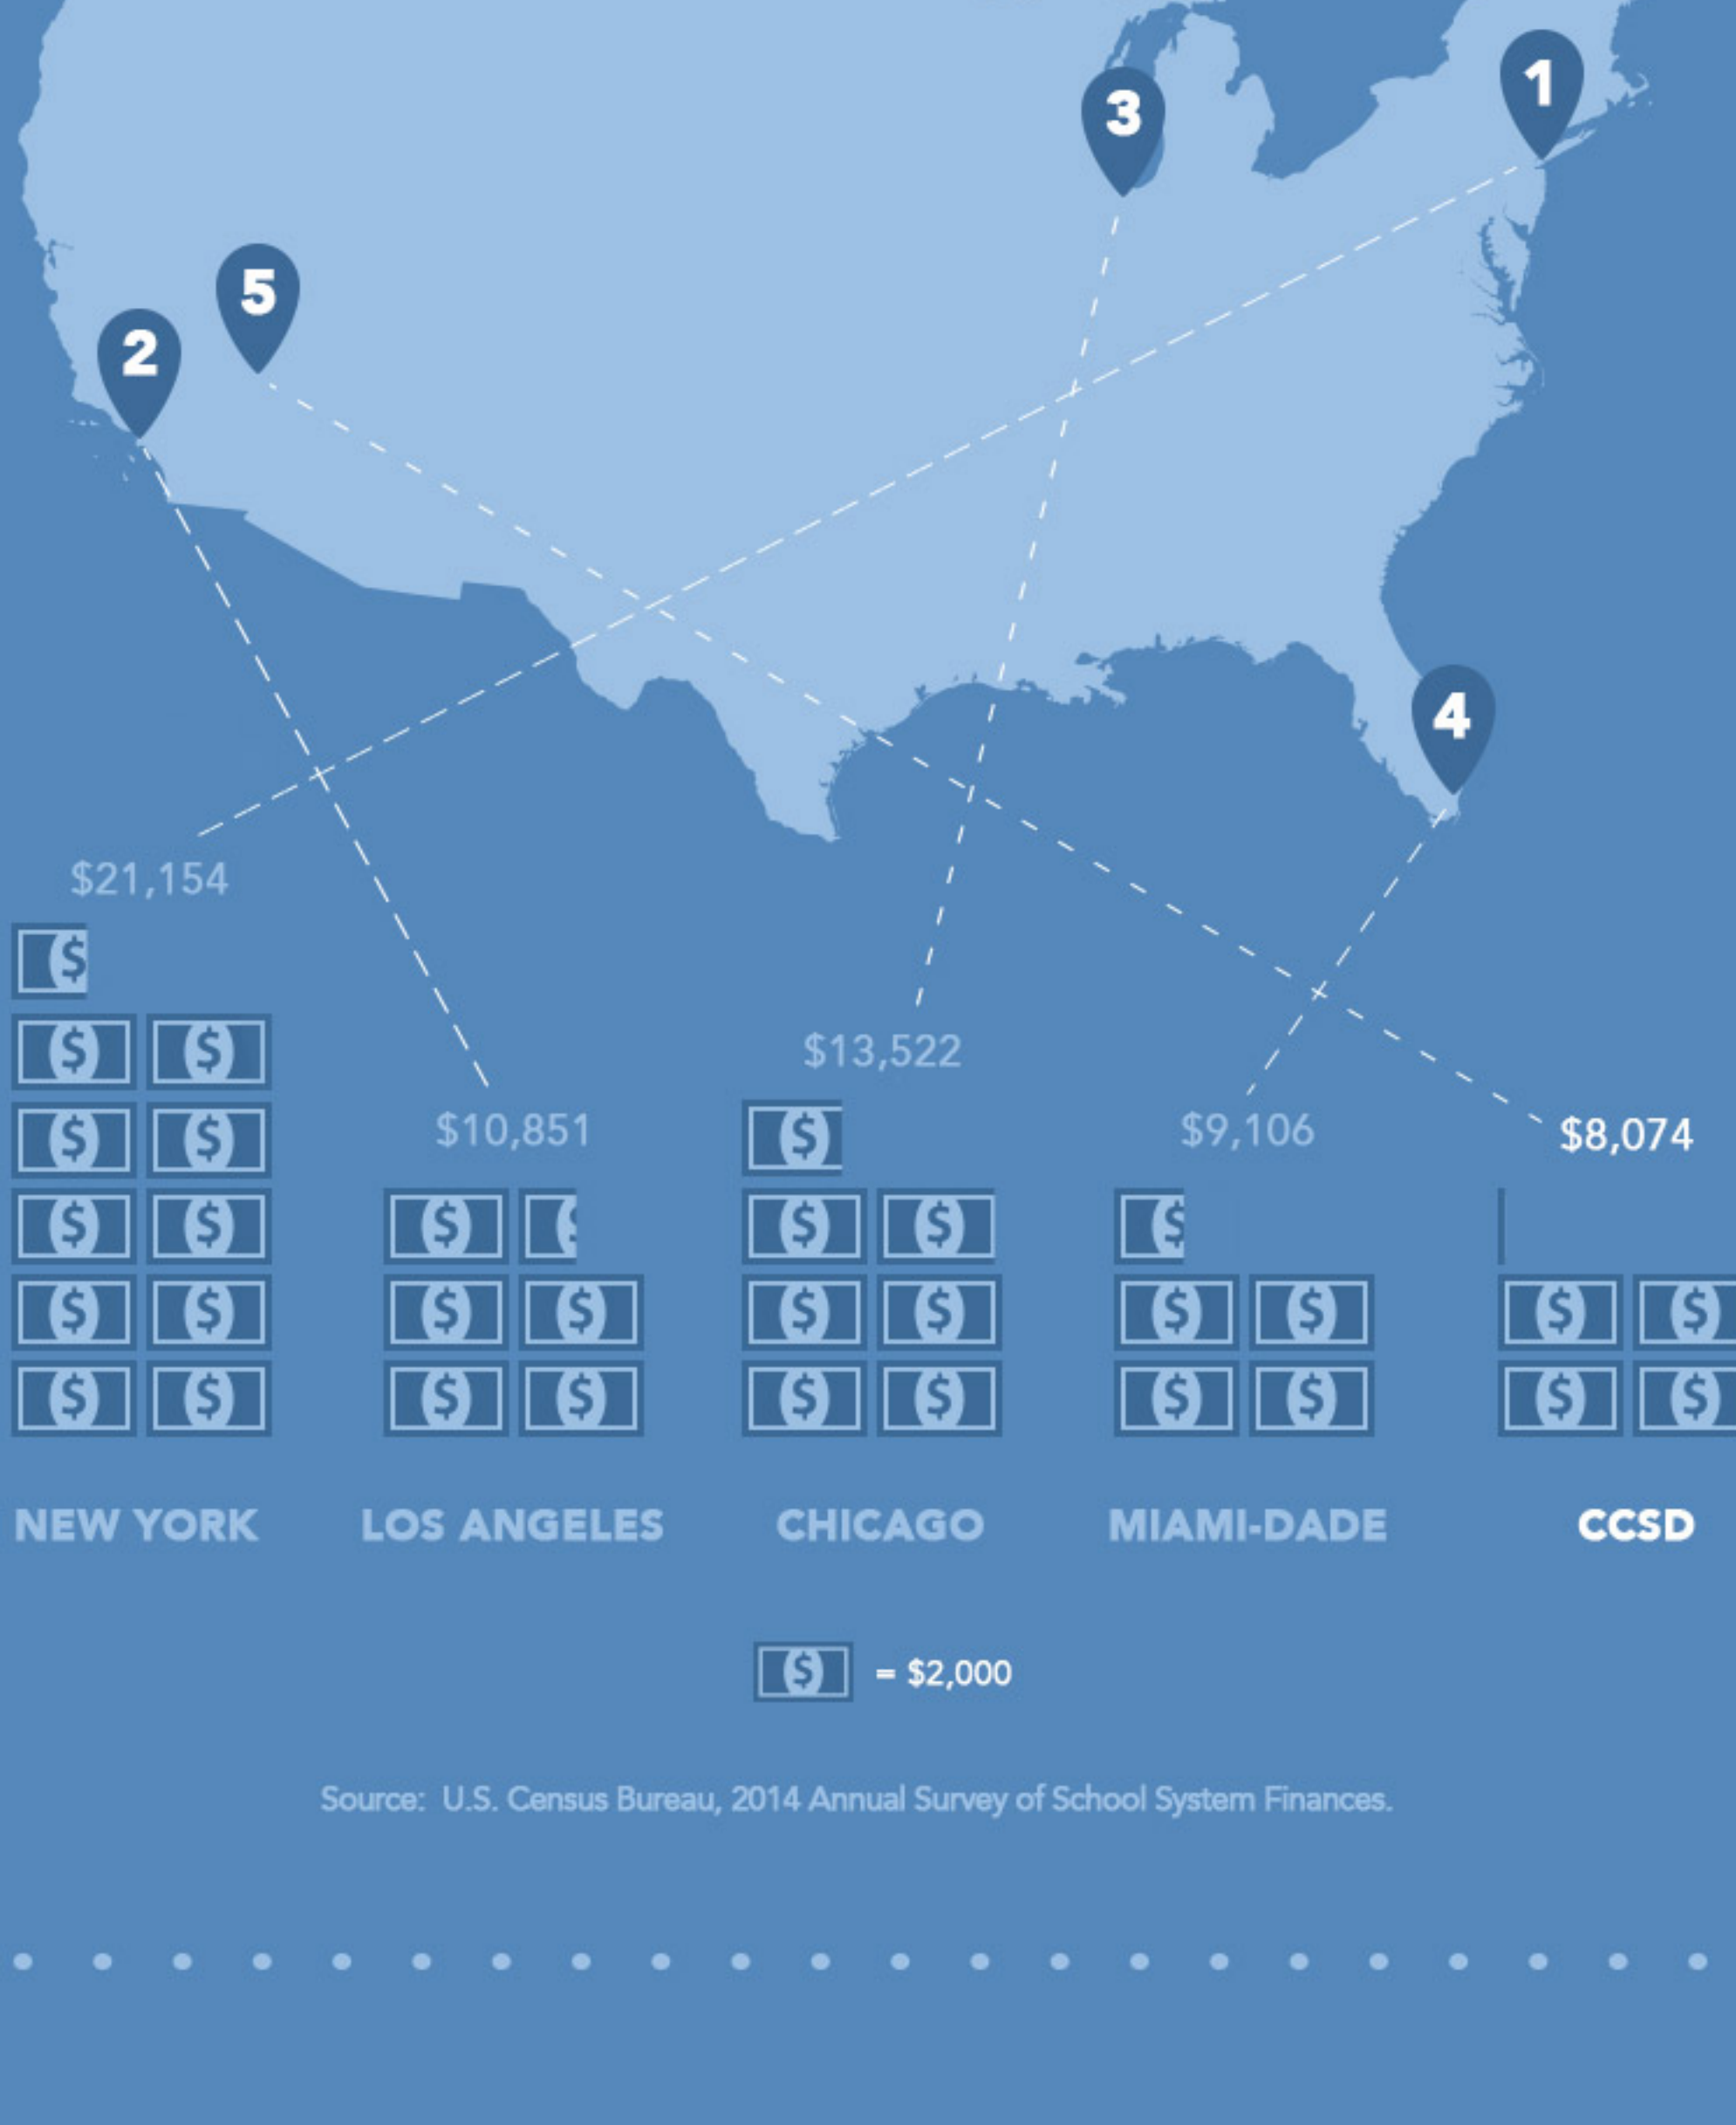 1
3
5
2
4
$21,154
$13,522
$10,851
$9,106
$8,074
NEW YORK
LOS ANGELES
CHICAGO
MIAMI-DADE
CCSD
= $2,000
Source: U.S. Census Bureau, 2014 Annual Survey of School System Finances.